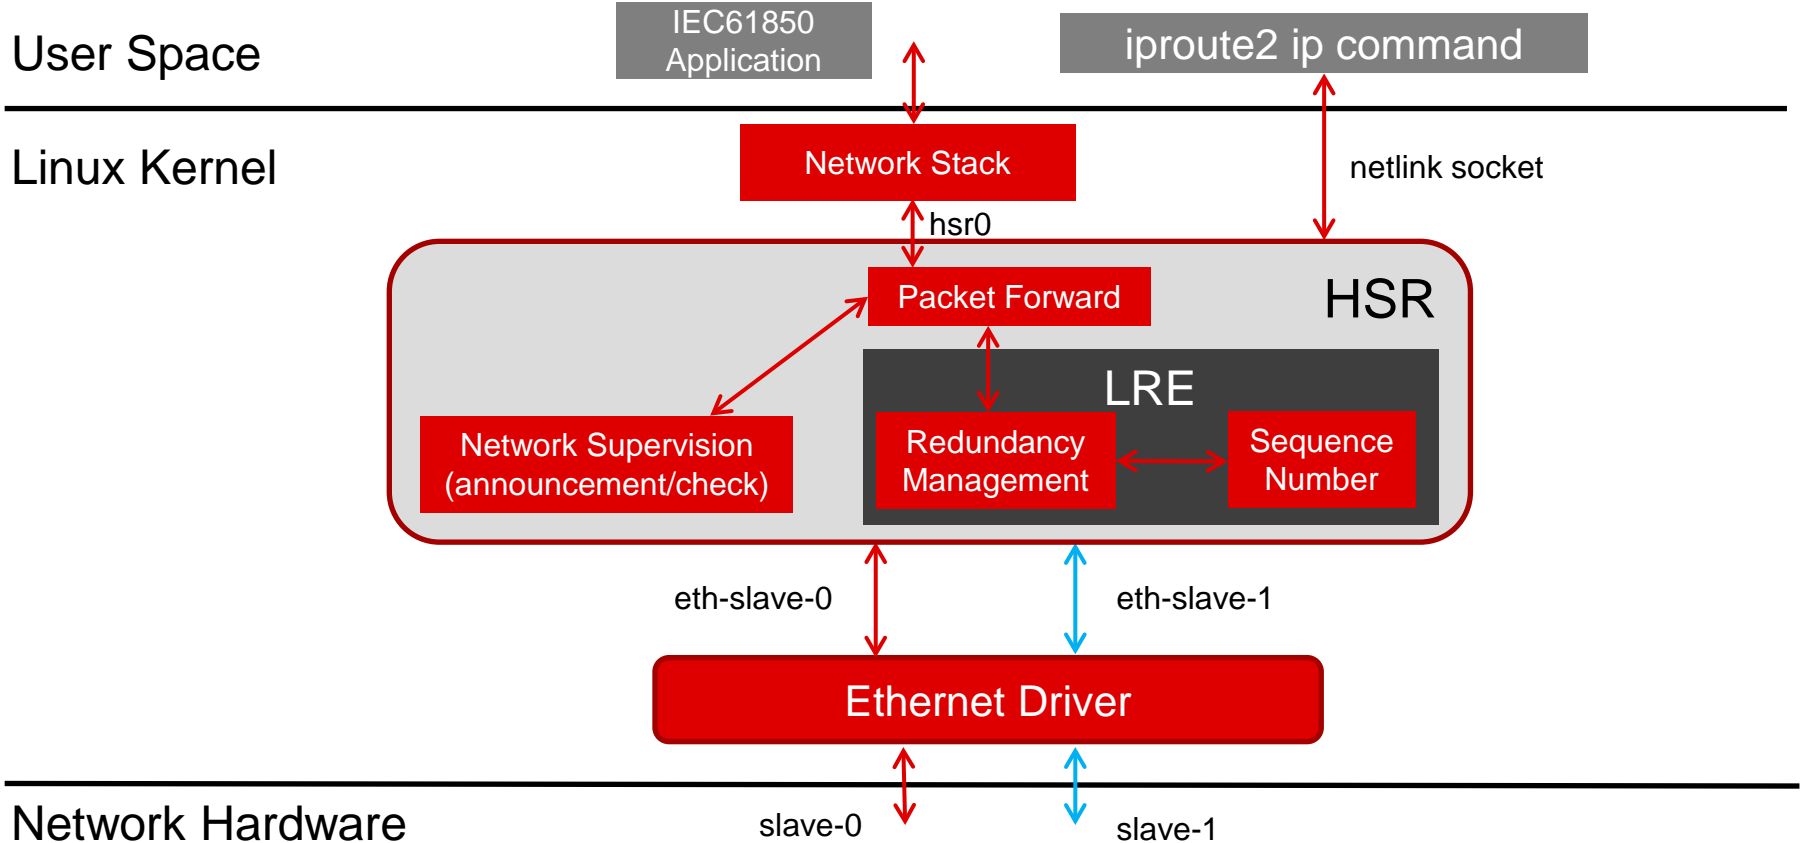 User Space
IEC61850
Application
iproute2 ip command
Linux Kernel
Network Stack
netlink socket
hsr0
Packet Forward
HSR
LRE
Network Supervision
(announcement/check)
Redundancy
Management
Sequence
Number
eth-slave-0
eth-slave-1
Ethernet Driver
Network Hardware
slave-0
slave-1